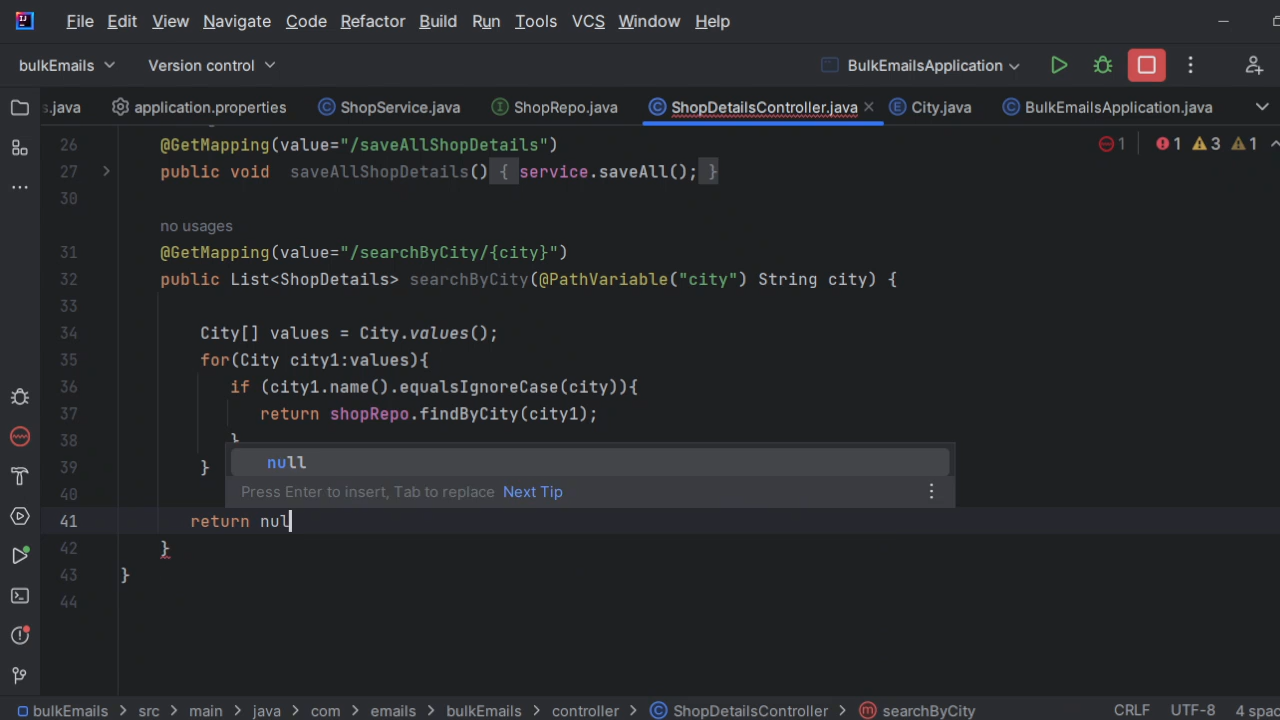 File Edit View Navigate Code Refactor Build Run Tools VCS Window Help
bulkEmails Version control BulkEmailsApplication
s.java application.properties ShopService.java ShopRepo.java ShopDetailsController.java City.java BulkEmailsApplication.java
26 @GetMapping(value="/saveAllShopDetails") 1 1 3 1
27 public void saveAllShopDetails() { service.saveAll(); }
30
no usages
31 @GetMapping(value="/searchByCity/{city}")
32 public List<ShopDetails> searchByCity(@PathVariable("city") String city) {
33
34 City[] values = City.values();
35 for(City city1:values){
36 if (city1.name().equalsIgnoreCase(city)){
37 return shopRepo.findByCity(city1);
38 }
null
39 }
Press Enter to insert, Tab to replace Next Tip
40
41 return nul
42 }
43 }
44
bulkEmails > src > main > java > com > emails > bulkEmails > controller > ShopDetailsController > searchByCity CRLF UTF-8 4 spac